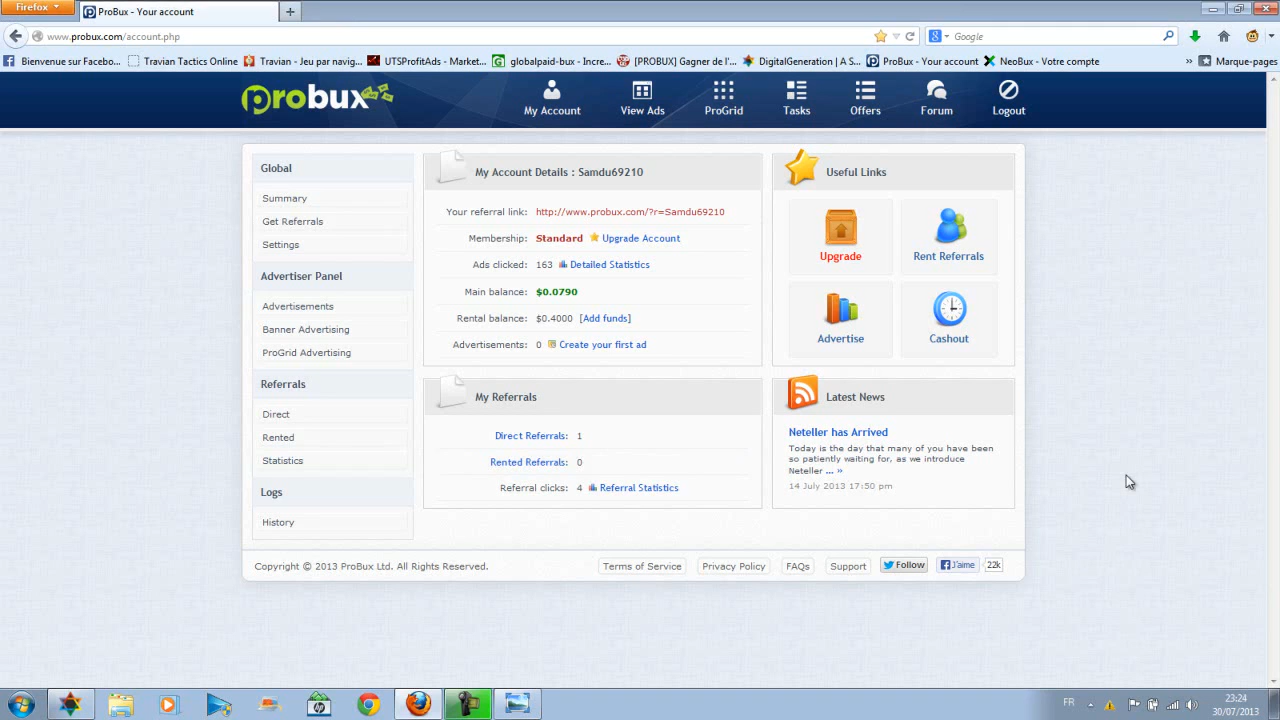 Firefox
ProBux - Your account
www.probux.com/account.php
Google
Bienvenue sur Facebo...
Travian Tactics Online
Travian - Jeu par navig...
UTSProfitAds - Market...
globalpaid-bux - Incre...
[PROBUX] Gagner de l'...
DigitalGeneration | A S...
ProBux - Your account
NeoBux - Votre compte
»
Marque-pages
probux
My Account
View Ads
ProGrid
Tasks
Offers
Forum
Logout
Global
Summary
Get Referrals
Settings
Advertiser Panel
Advertisements
Banner Advertising
ProGrid Advertising
Referrals
Direct
Rented
Statistics
Logs
History
My Account Details : Samdu69210
Your referral link: http://www.probux.com/?r=Samdu69210
Membership: Standard Upgrade Account
Ads clicked: 163 Detailed Statistics
Main balance: $0.0790
Rental balance: $0.4000 [Add funds]
Advertisements: 0 Create your first ad
My Referrals
Direct Referrals: 1
Rented Referrals: 0
Referral clicks: 4 Referral Statistics
Useful Links
Upgrade
Rent Referrals
Advertise
Cashout
Latest News
Neteller has Arrived
Today is the day that many of you have been
so patiently waiting for, as we introduce
Neteller ... »
14 July 2013 17:50 pm
Copyright © 2013 ProBux Ltd. All Rights Reserved.
Terms of Service
Privacy Policy
FAQs
Support
Follow
J'aime
22k
FR
23:24
30/07/2013